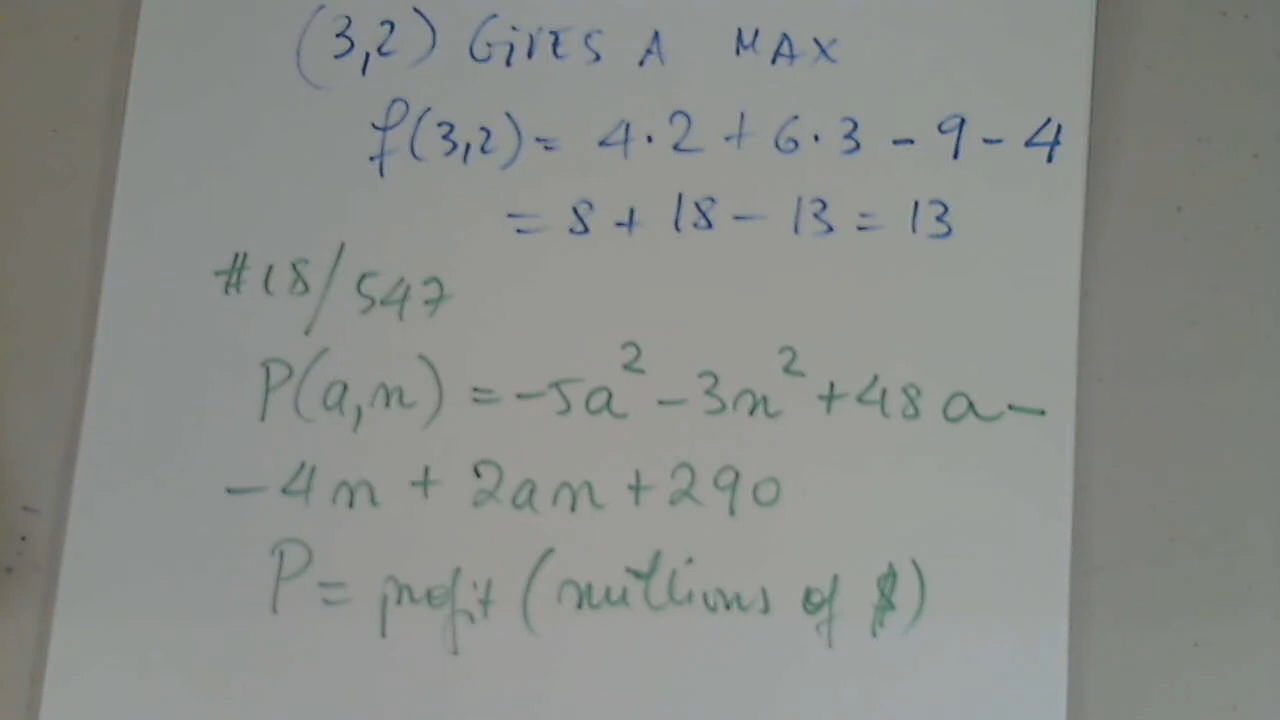 (3,2) GIVES A MAX
f(3,2) = 4·2 + 6·3 - 9 - 4
= 8 + 18 - 13 = 13
#18/547
P(a,n) = -5a² - 3n² + 48a -
- 4n + 2an + 290
P = profit (millions of $)